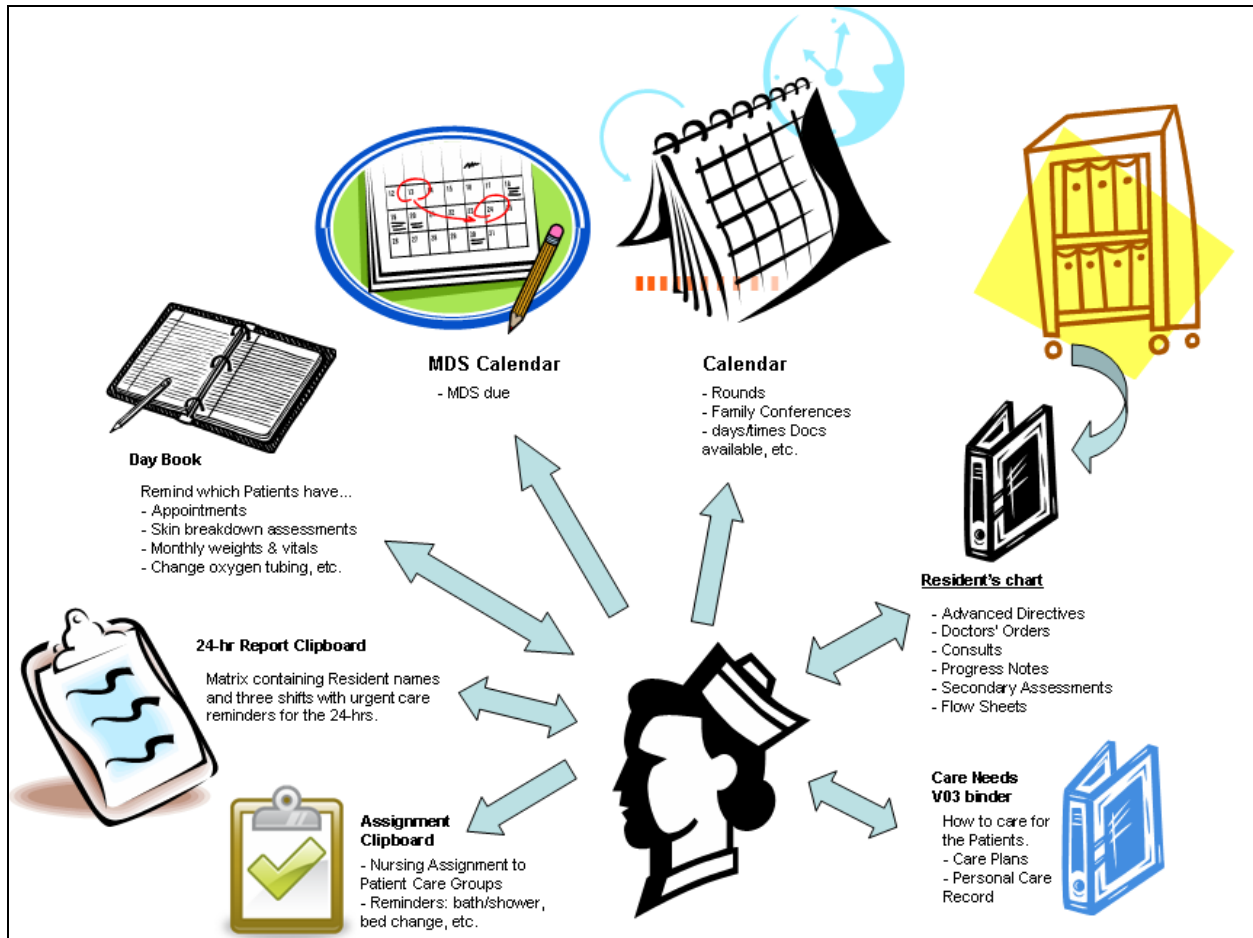 MDS Calendar
- MDS due
Calendar
- Rounds
- Family Conferences
- days/times Docs
available, etc.
Day Book
Remind which Patients have...
- Appointments
- Skin breakdown assessments
- Monthly weights & vitals
- Change oxygen tubing, etc.
Resident's chart
- Advanced Directives
- Doctors' Orders
- Consults
- Progress Notes
- Secondary Assessments
- Flow Sheets
24-hr Report Clipboard
Matrix containing Resident names
and three shifts with urgent care
reminders for the 24-hrs.
Care Needs
V03 binder
How to care for
the Patients.
- Care Plans
- Personal Care
Record
Assignment
Clipboard
- Nursing Assignment to
Patient Care Groups
- Reminders: bath/shower,
bed change, etc.